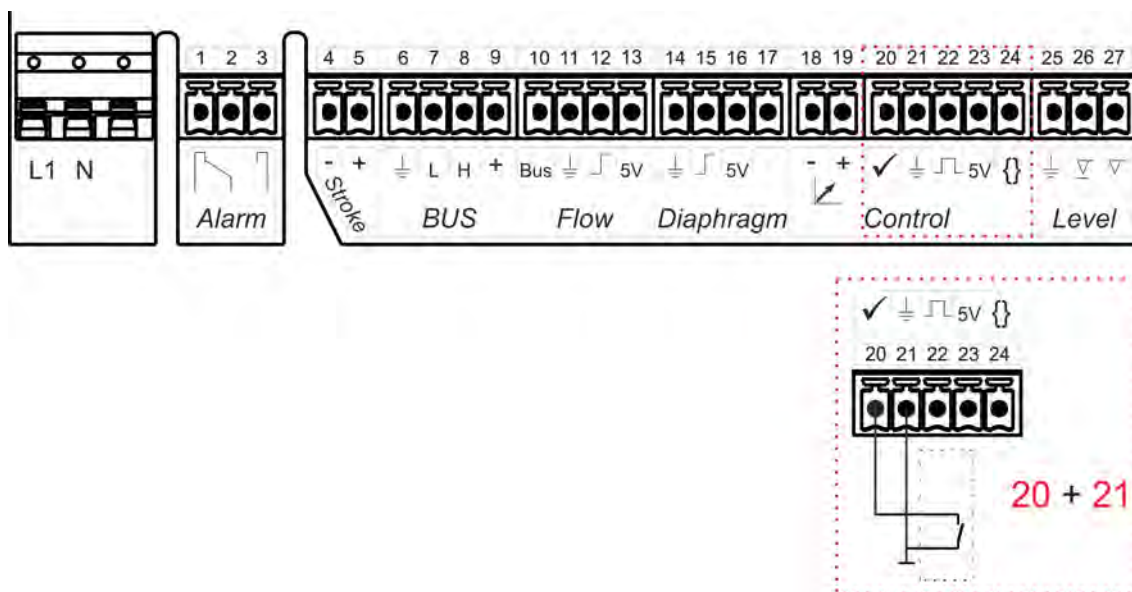 1 2 3 4 5 6 7 8 9 10 11 12 13 14 15 16 17 18 19 20 21 22 23 24 25 26 27
L1 N - + L H + Bus 5V 5V - + ✓ 5V {}
Stroke
Alarm BUS Flow Diaphragm Control Level
✓ 5V {}
20 21 22 23 24
20 + 21